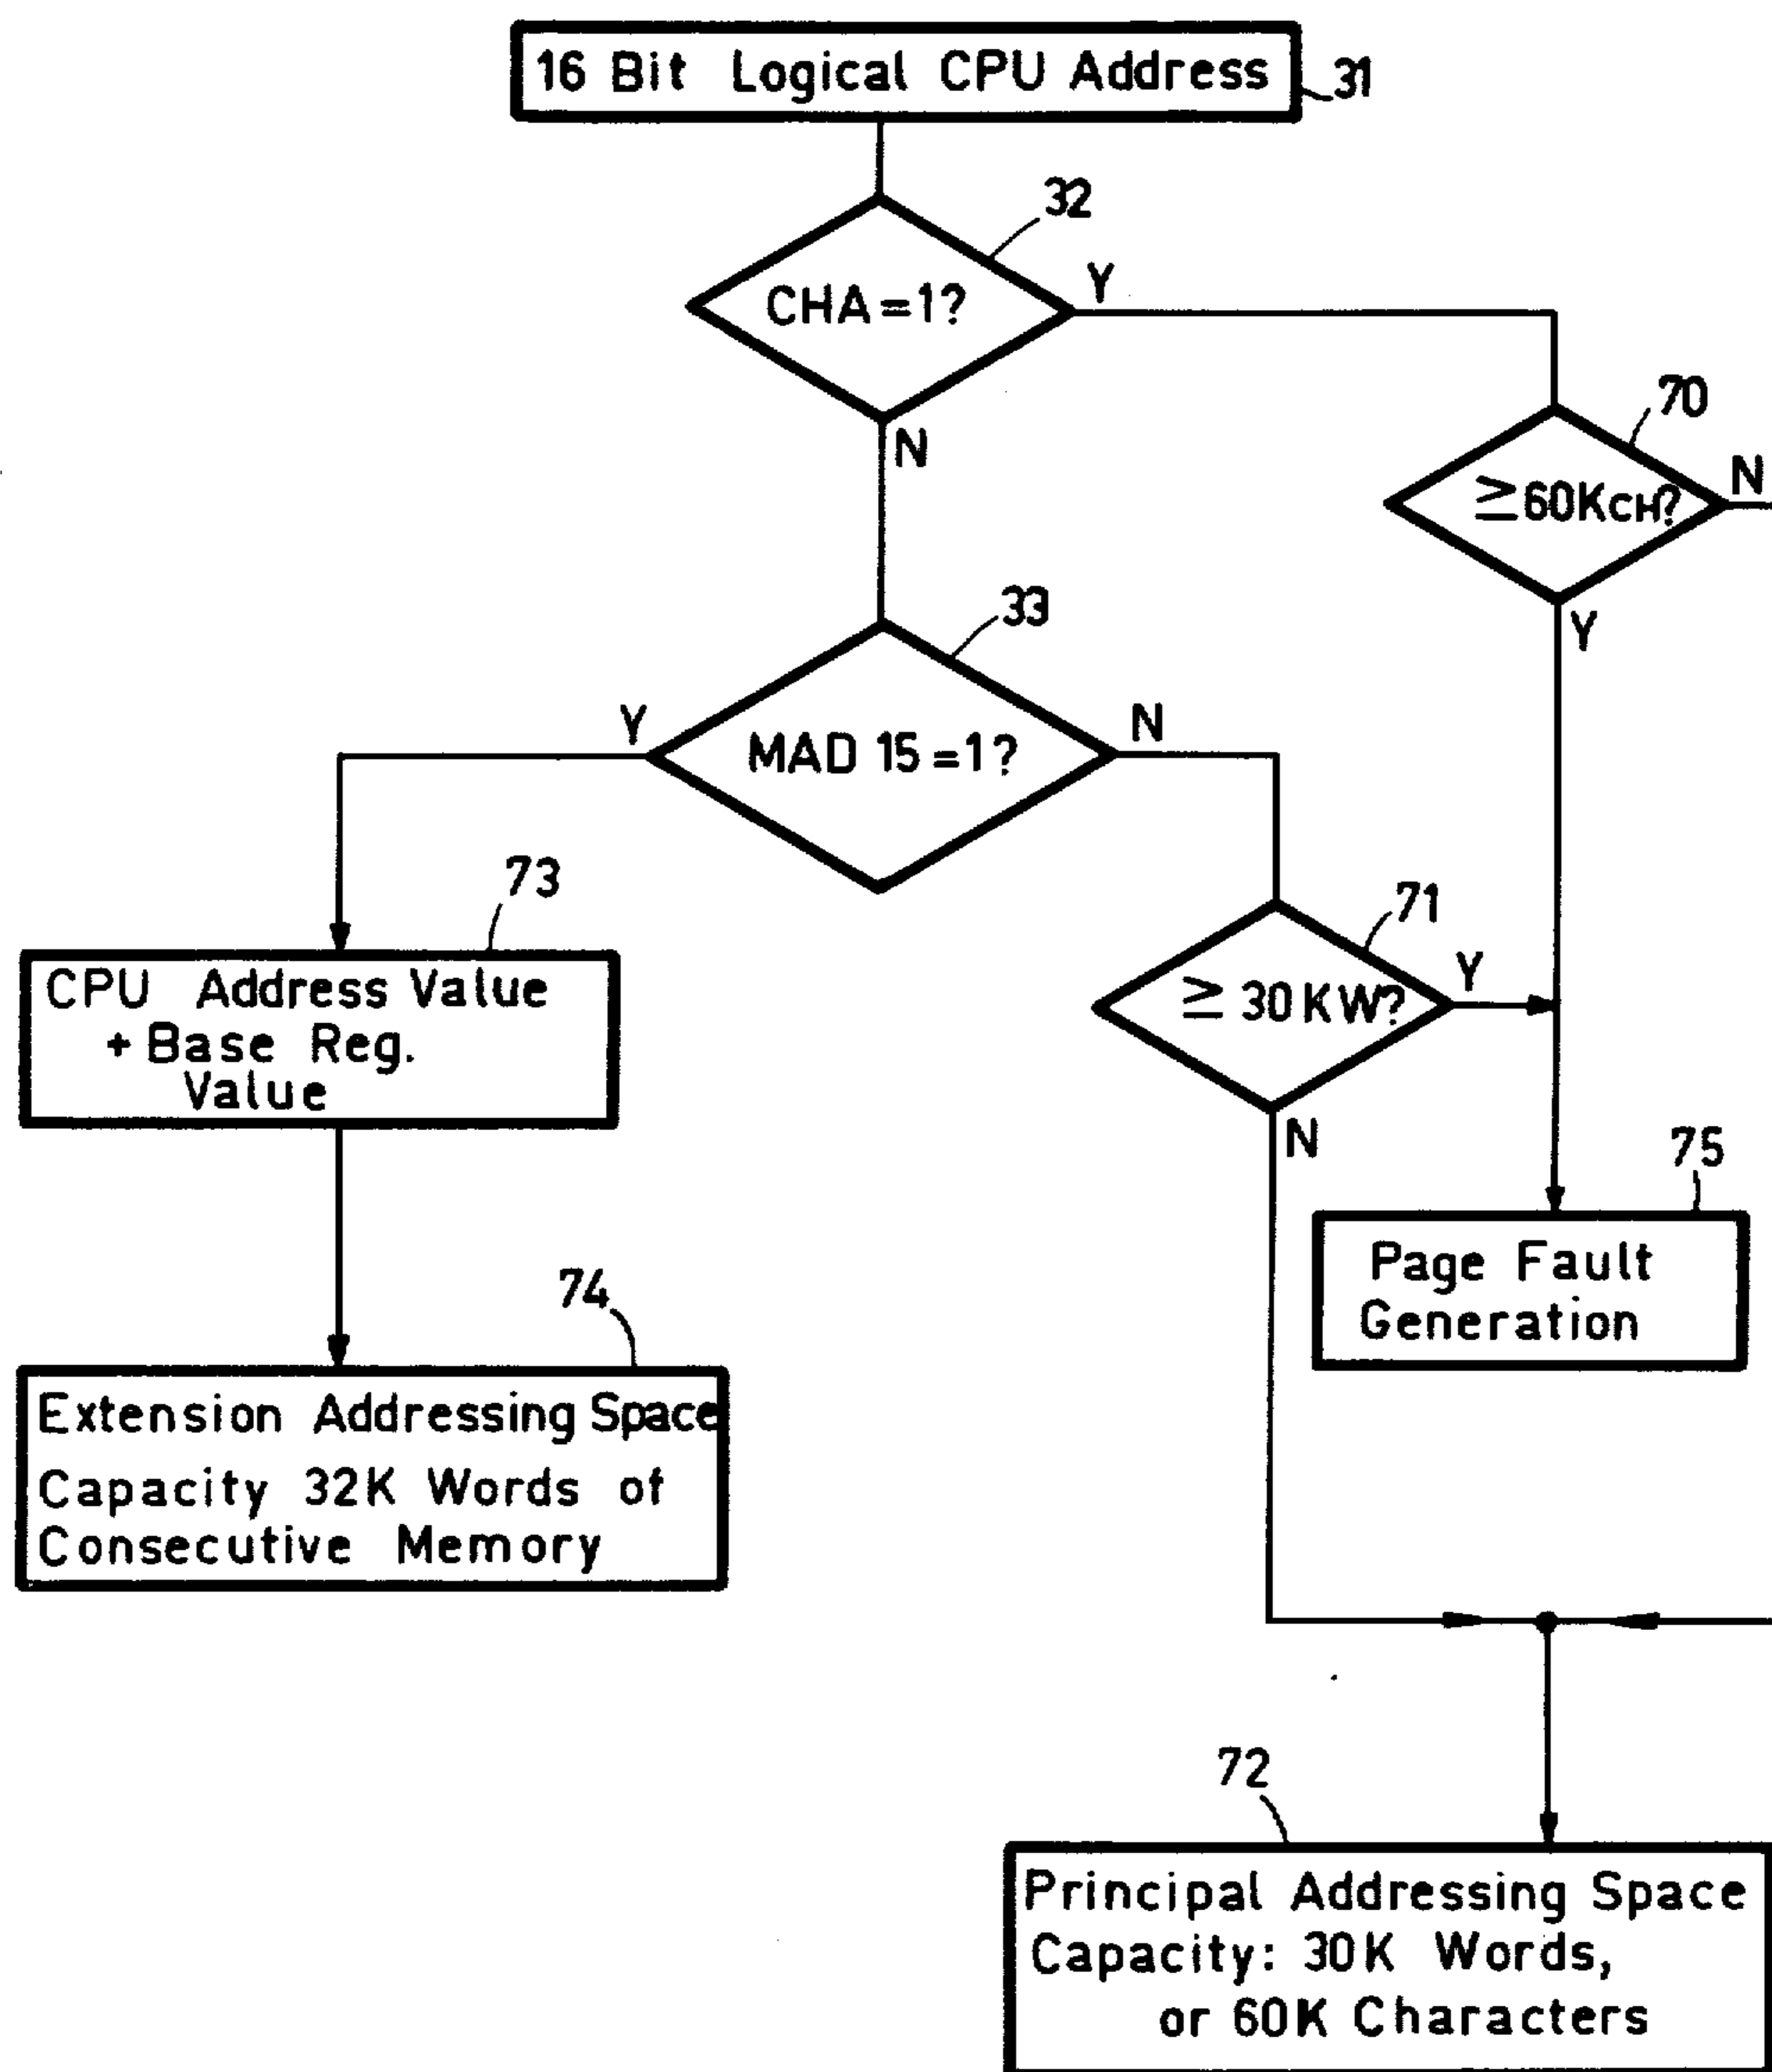 16 Bit Logical CPU Address
31
32
CHA=1?
Y
N
70
≧60KCH?
N
Y
33
MAD 15=1?
Y
N
73
CPU Address Value
+ Base Reg.
Value
71
≧ 30KW?
Y
N
75
Page Fault
Generation
74
Extension Addressing Space
Capacity 32K Words of
Consecutive Memory
72
Principal Addressing Space
Capacity: 30K Words,
or 60K Characters